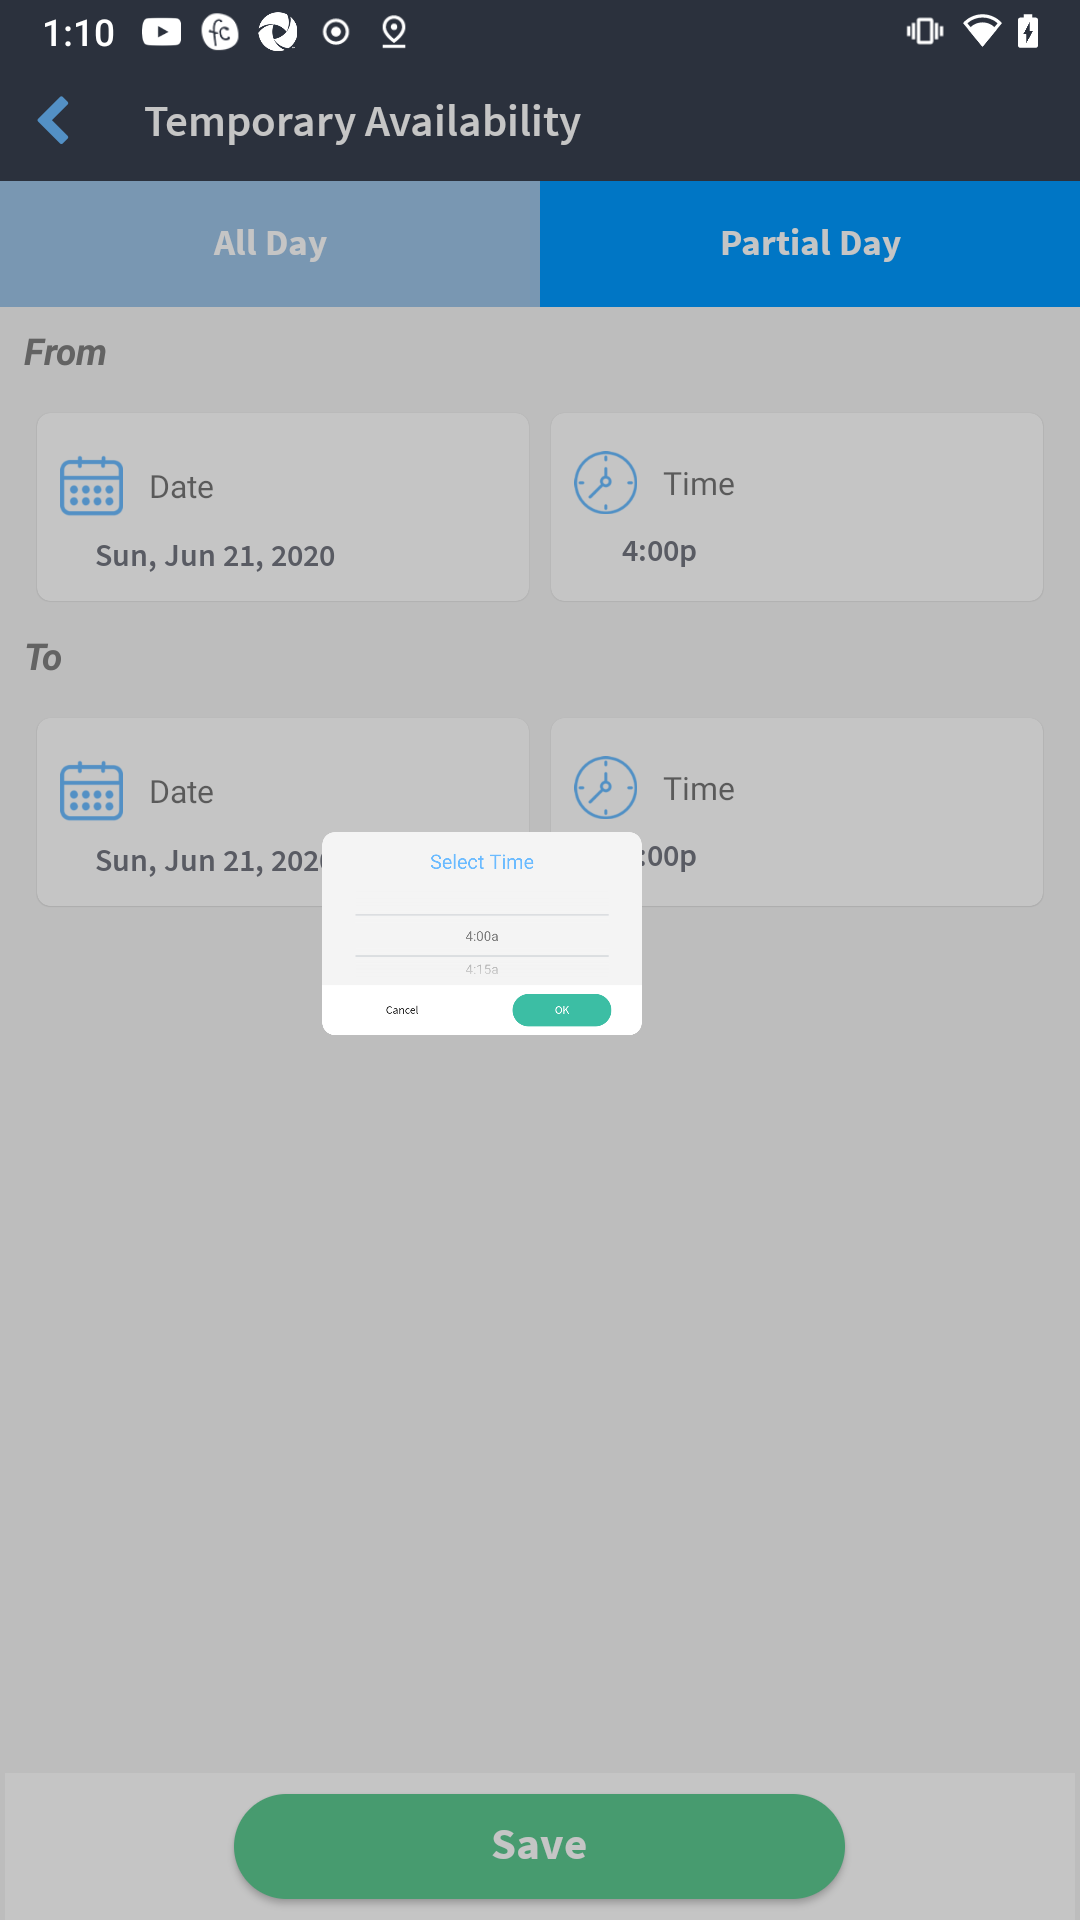 1:10
Temporary Availability
All Day
Partial Day
From
Date
Time
Sun, Jun 21, 2020
4:00p
To
Date
Time
Sun, Jun 21, 202
:00p
Select Time
4:00a
4:15a
Cancel
OK
Save